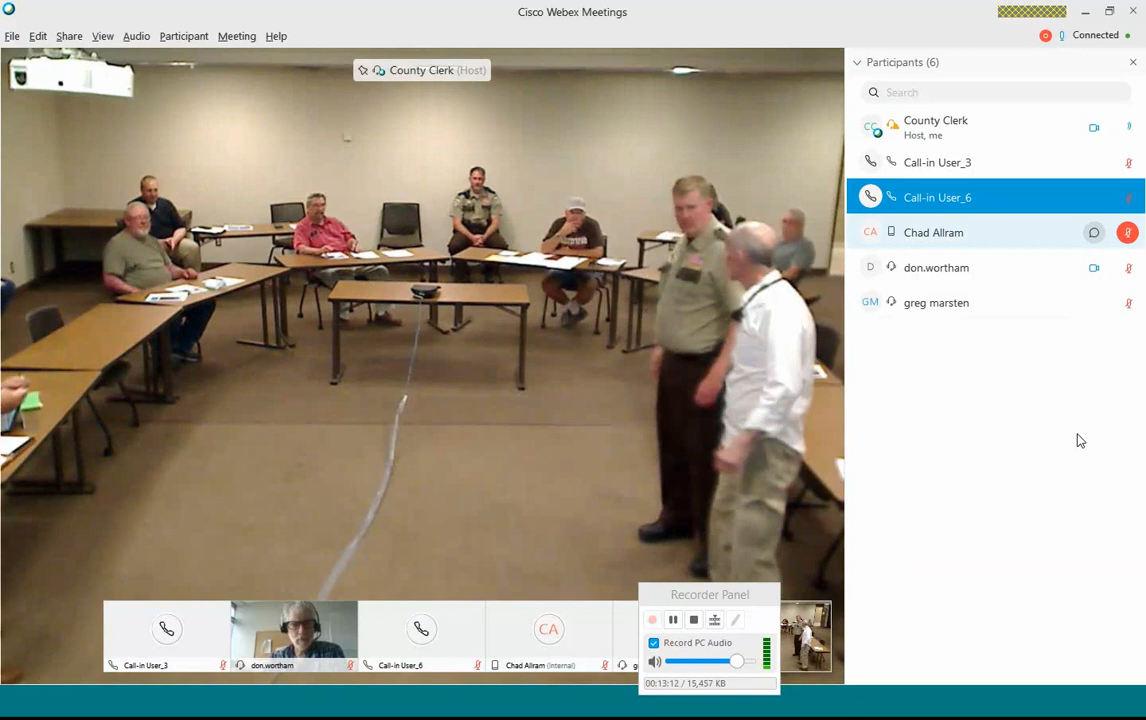 Cisco Webex Meetings
File Edit Share View Audio Participant Meeting Help
Connected
County Clerk (Host)
Participants (6)
Search
CC County Clerk
Host, me
Call-in User_3
Call-in User_6
CA Chad Allram
D don.wortham
GM greg marsten
Recorder Panel
Record PC Audio
00:13:12 / 15,457 KB
CA
Call-in User_3
don.wortham
Call-in User_6
Chad Allram (internal)
g